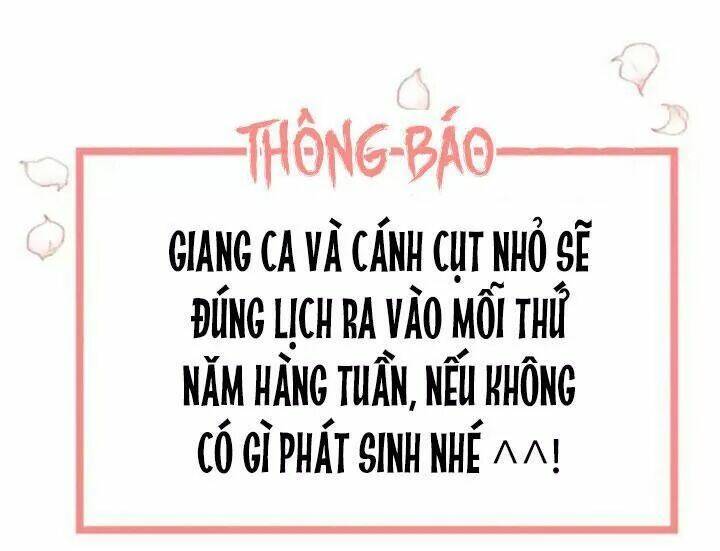 THÔNG-BÁO
GIANG CA VÀ CÁNH CỤT NHỎ SẼ
ĐÚNG LỊCH RA VÀO MỖI THỨ
NĂM HÀNG TUẦN, NẾU KHÔNG
CÓ GÌ PHÁT SINH NHÉ ^^!